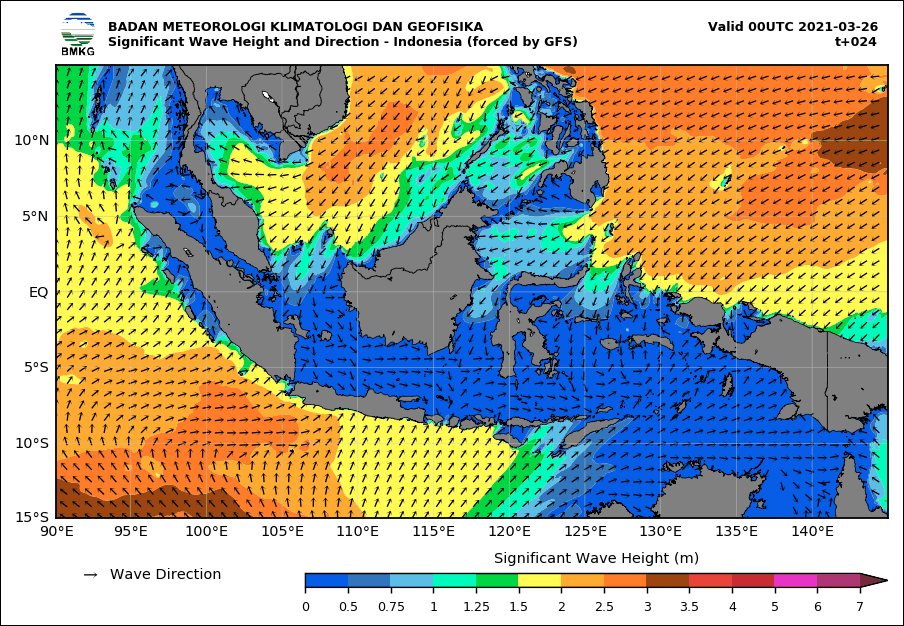 BMKG
BADAN METEOROLOGI KLIMATOLOGI DAN GEOFISIKA
Significant Wave Height and Direction - Indonesia (forced by GFS)
Valid 00UTC 2021-03-26
t+024
10°N
5°N
EQ
5°S
10°S
15°S
90°E 95°E 100°E 105°E 110°E 115°E 120°E 125°E 130°E 135°E 140°E
Wave Direction
Significant Wave Height (m)
0 0.5 0.75 1 1.25 1.5 2 2.5 3 3.5 4 5 6 7